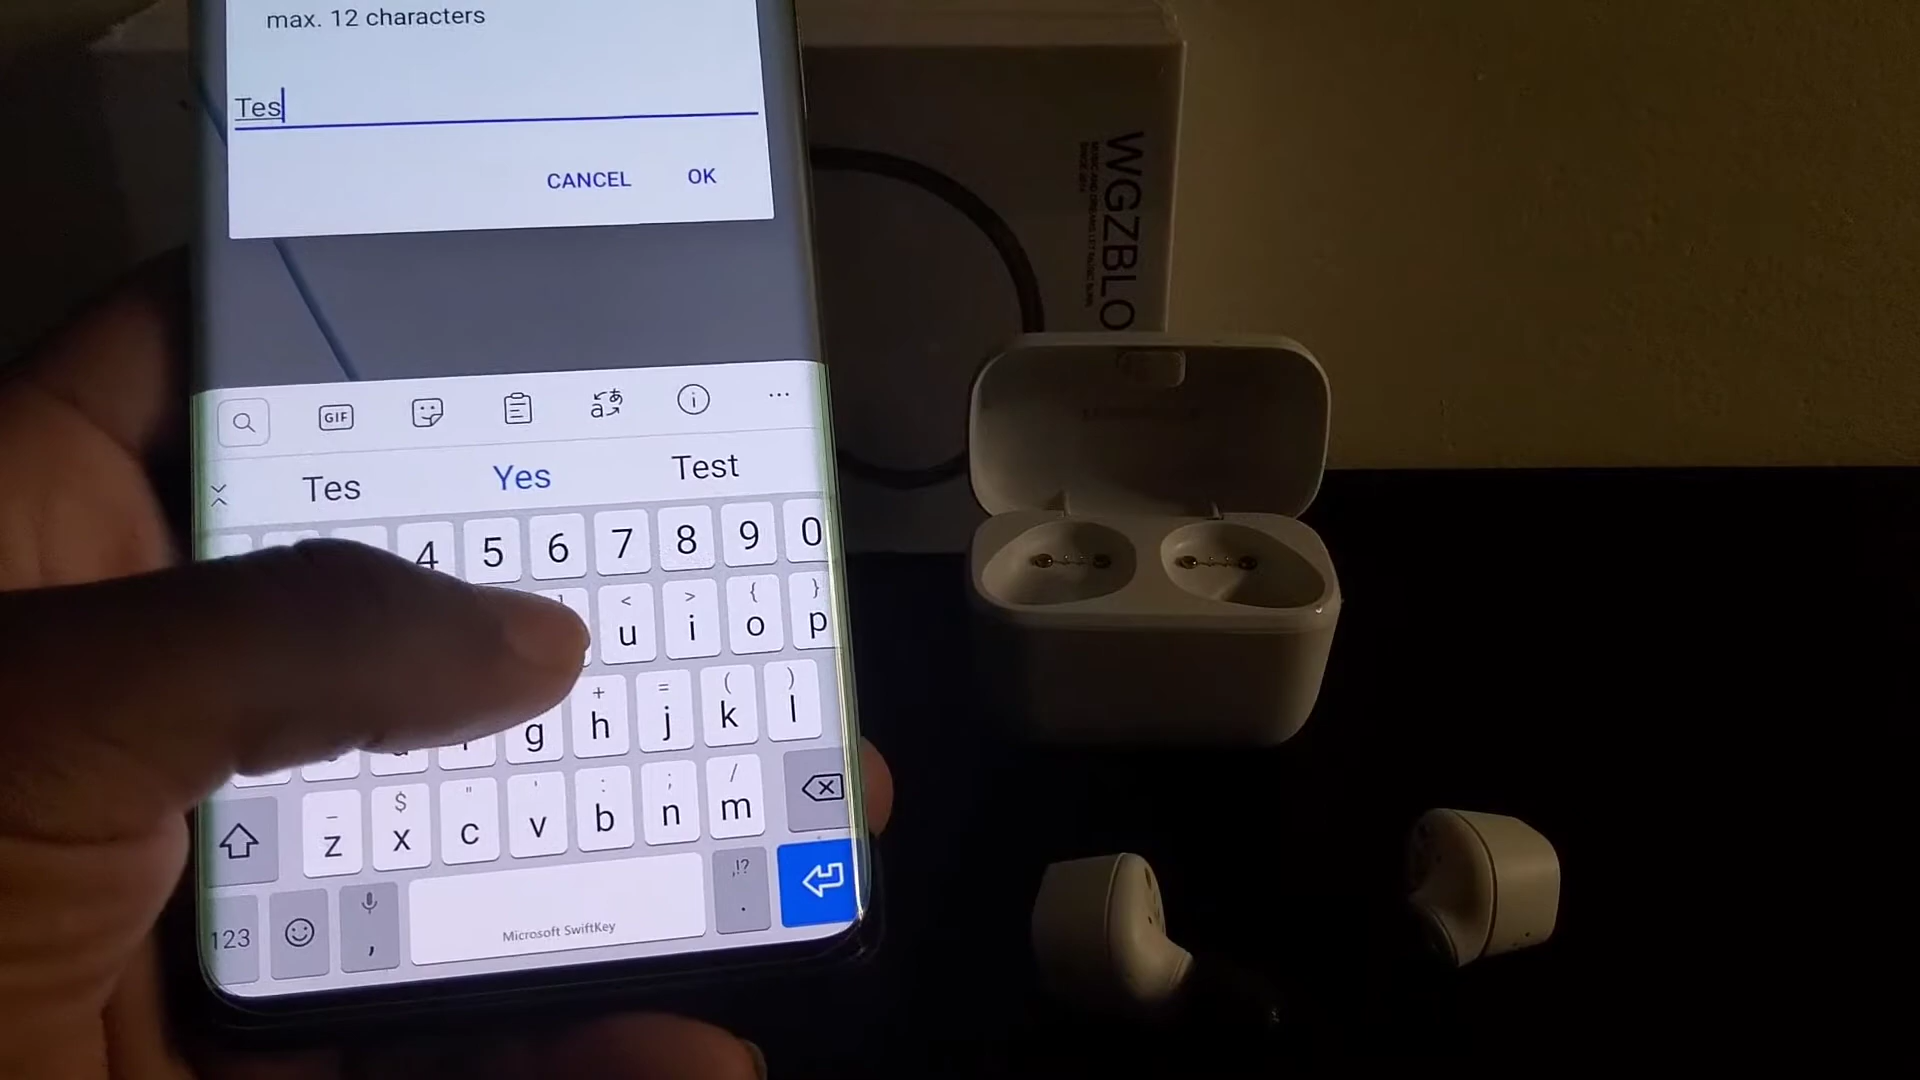 max. 12 characters
Tes
CANCEL OK
GIF
Tes Yes Test
4 5 6 7 8 9 0
< > { }
u i o p
+ = ( )
g h j k l
_ $ " ' : ; /
z x c v b n m
,!?
123 , Microsoft SwiftKey .
WGZBLO